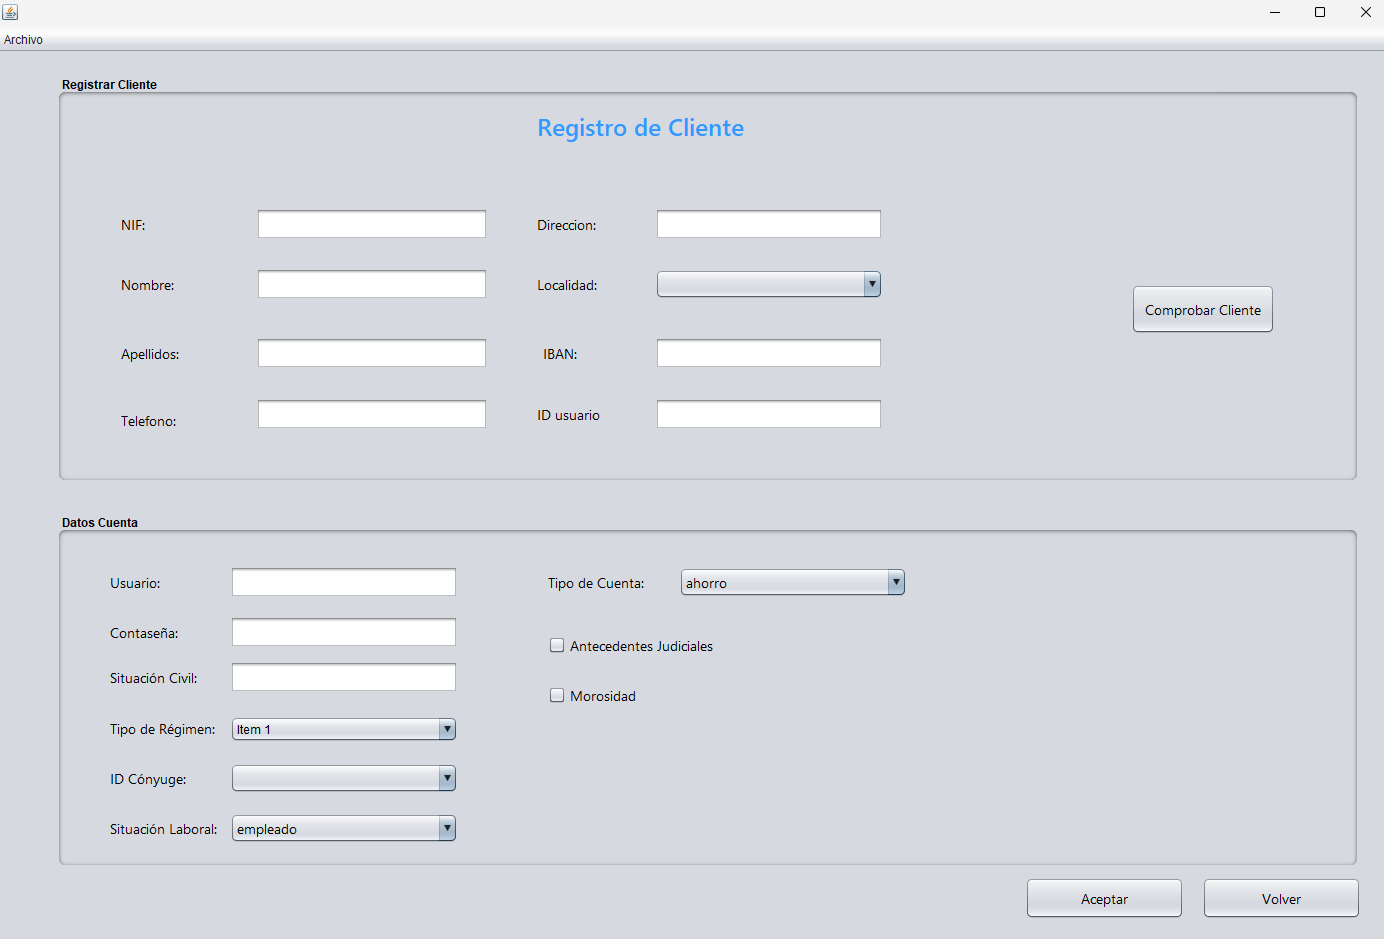 Archivo
Registrar Cliente
Registro de Cliente
NIF:
Direccion:
Nombre:
Localidad:
Comprobar Cliente
Apellidos:
IBAN:
Telefono:
ID usuario
Datos Cuenta
Usuario:
Tipo de Cuenta: ahorro
Contaseña:
Antecedentes Judiciales
Situación Civil:
Morosidad
Tipo de Régimen: Item 1
ID Cónyuge:
Situación Laboral: empleado
Aceptar
Volver